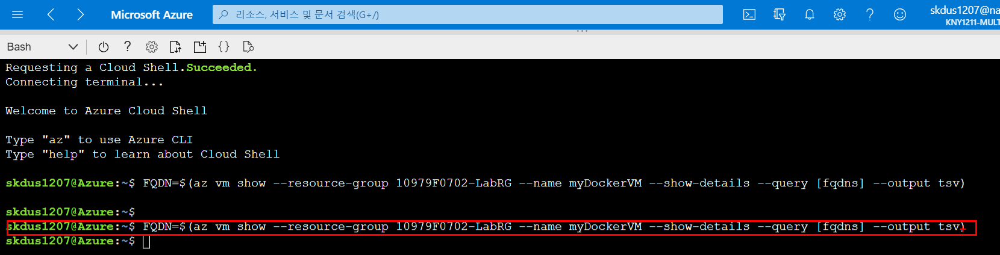 Microsoft Azure
리소스, 서비스 및 문서 검색(G+/)
skdus1207@na
KNY1211-MULT
Bash
Requesting a Cloud Shell.Succeeded.
Connecting terminal...
Welcome to Azure Cloud Shell
Type "az" to use Azure CLI
Type "help" to learn about Cloud Shell
skdus1207@Azure:~$ FQDN=$(az vm show --resource-group 10979F0702-LabRG --name myDockerVM --show-details --query [fqdns] --output tsv)
skdus1207@Azure:~$
skdus1207@Azure:~$ FQDN=$(az vm show --resource-group 10979F0702-LabRG --name myDockerVM --show-details --query [fqdns] --output tsv)
skdus1207@Azure:~$